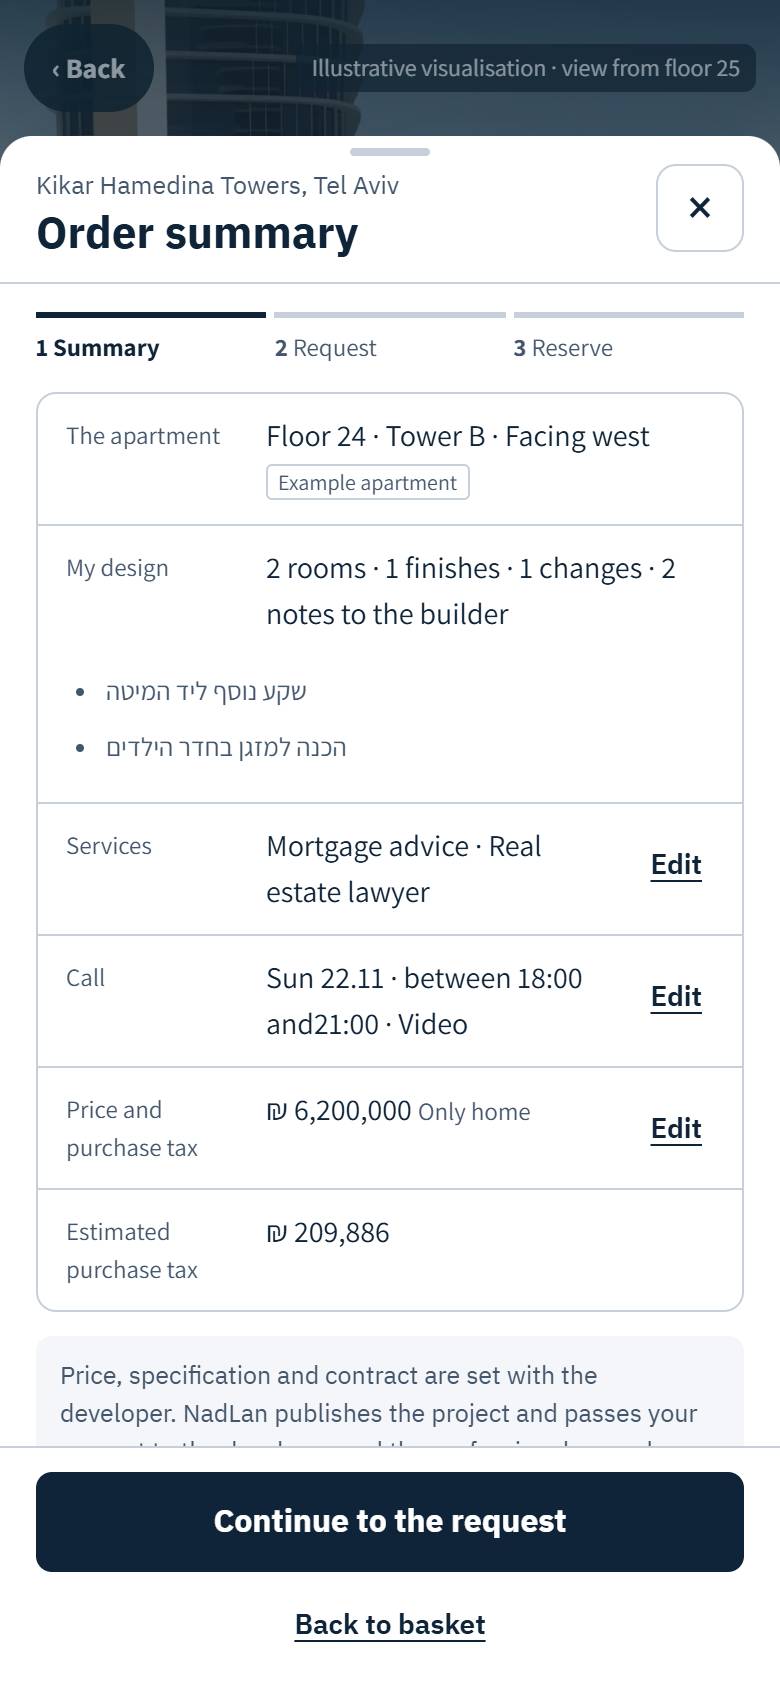 ‹ Back
Illustrative visualisation · view from floor 25
Kikar Hamedina Towers, Tel Aviv
Order summary
×
1 Summary
2 Request
3 Reserve
The apartment
Floor 24 · Tower B · Facing west
Example apartment
My design
2 rooms · 1 finishes · 1 changes · 2
notes to the builder
• שקע נוסף ליד המיטה
• הכנה למזגן בחדר הילדים
Services
Mortgage advice · Real
estate lawyer
Edit
Call
Sun 22.11 · between 18:00
and21:00 · Video
Edit
Price and
purchase tax
₪ 6,200,000 Only home
Edit
Estimated
purchase tax
₪ 209,886
Price, specification and contract are set with the
developer. NadLan publishes the project and passes your
Continue to the request
Back to basket